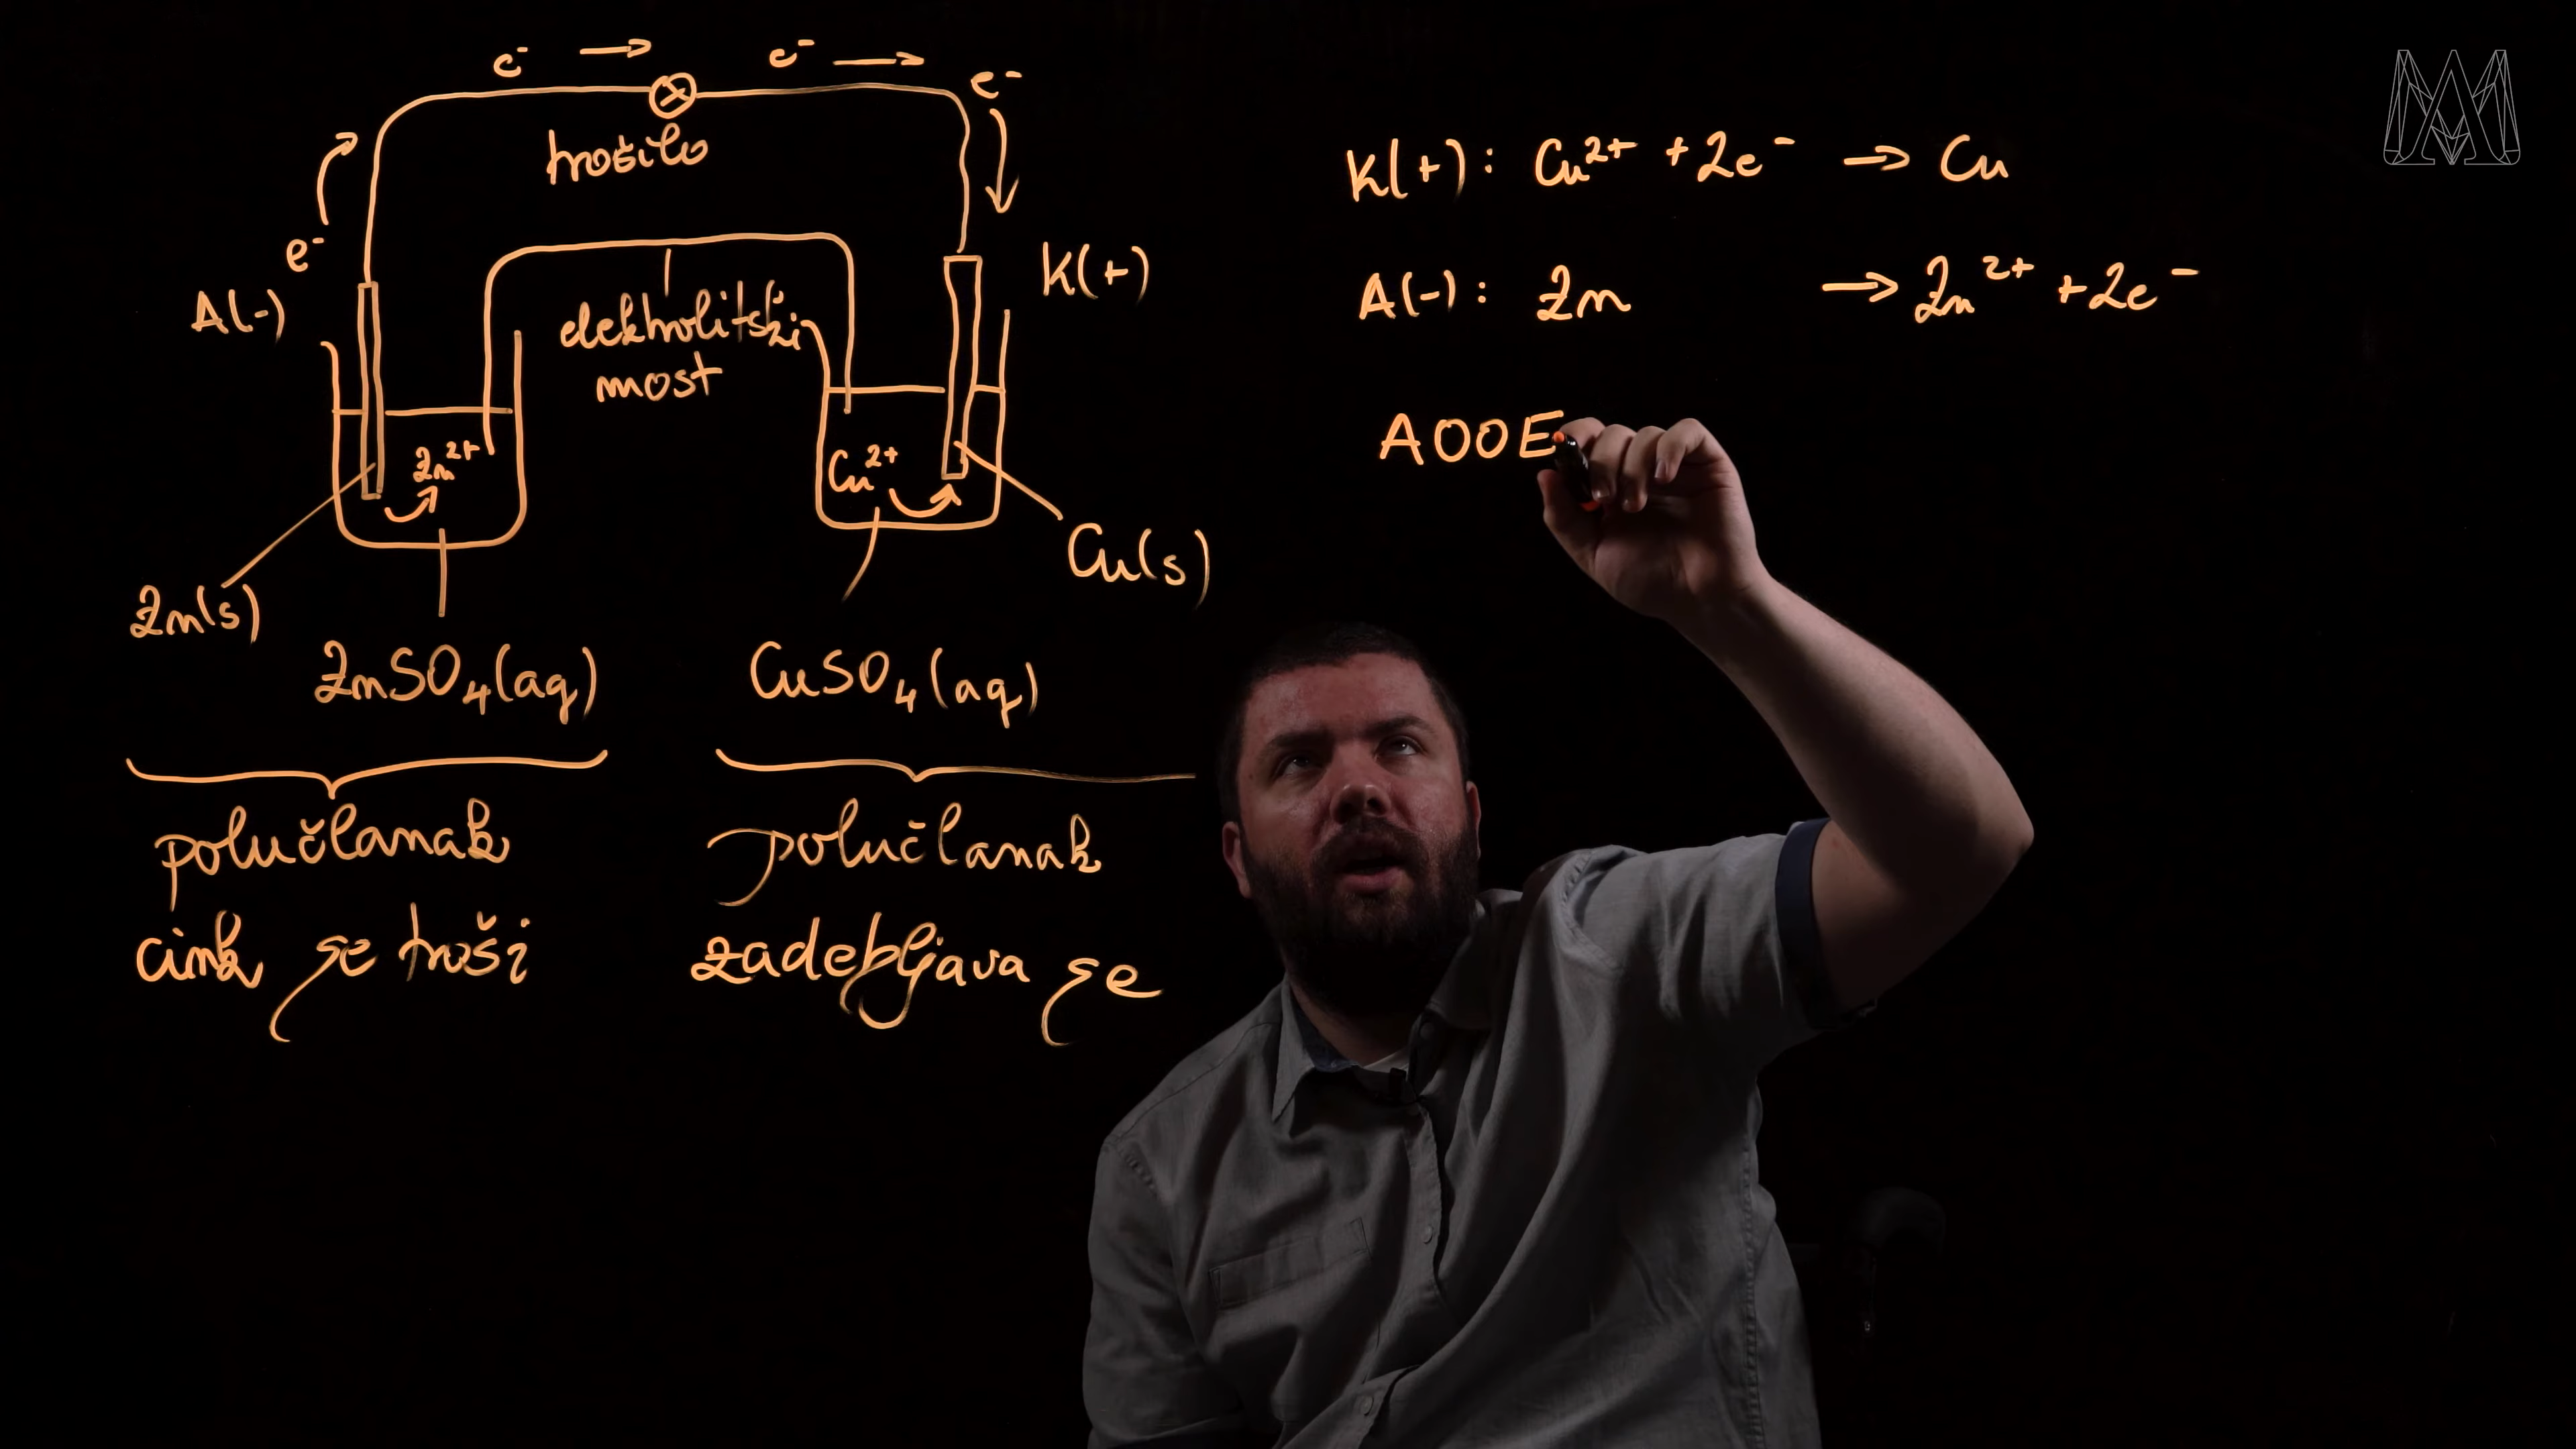 e⁻ → e⁻ →
e⁻
trošilo
e⁻
A(-)
K(+)
elektrolitski
most
Zn²⁺
Cu²⁺
Zn(s)
Cu(s)
ZnSO₄(aq)
CuSO₄(aq)
polučlanak
polučlanak
cink se troši
zadebljava se
K(+): Cu²⁺ + 2e⁻ → Cu
A(-): Zn → Zn²⁺ + 2e⁻
AOOE